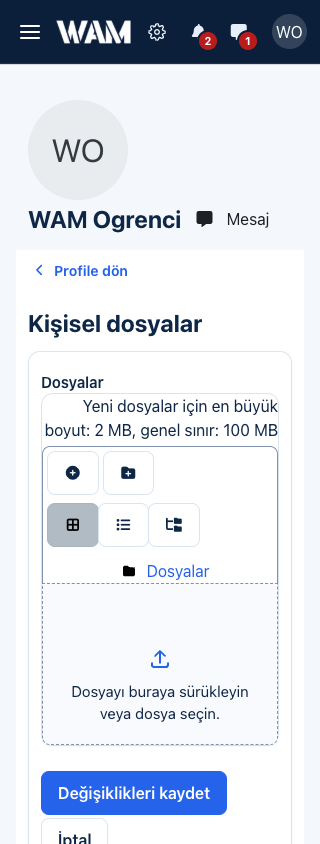 WAM
2
1
WO
WO
WAM Ogrenci
Mesaj
Profile dön
Kişisel dosyalar
Dosyalar
Yeni dosyalar için en büyük
boyut: 2 MB, genel sınır: 100 MB
Dosyalar
Dosyayı buraya sürükleyin
veya dosya seçin.
Değişiklikleri kaydet
İptal